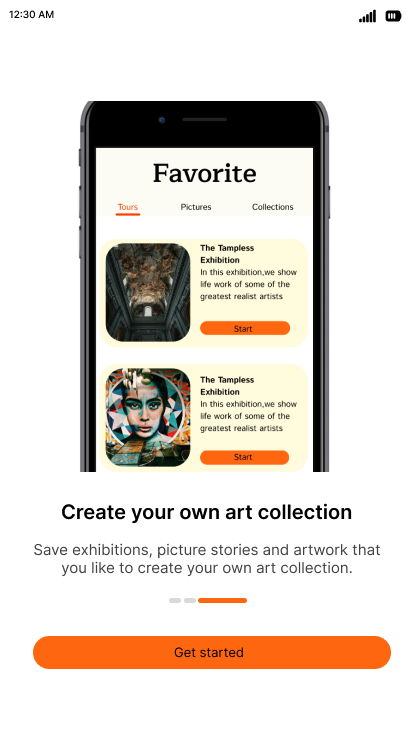 12:30 AM
Favorite
Tours Pictures Collections
The Tampless
Exhibition
In this exhibition,we show
life work of some of the
greatest realist artists
Start
The Tampless
Exhibition
In this exhibition,we show
life work of some of the
greatest realist artists
Start
Create your own art collection
Save exhibitions, picture stories and artwork that
you like to create your own art collection.
Get started